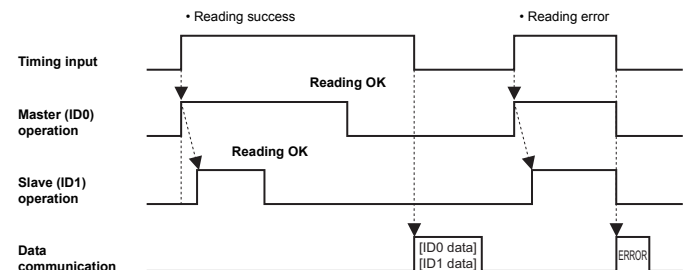 • Reading success
• Reading error
Timing input
Reading OK
Master (ID0)
operation
Reading OK
Slave (ID1)
operation
Data
communication
[ID0 data]
[ID1 data]
ERROR